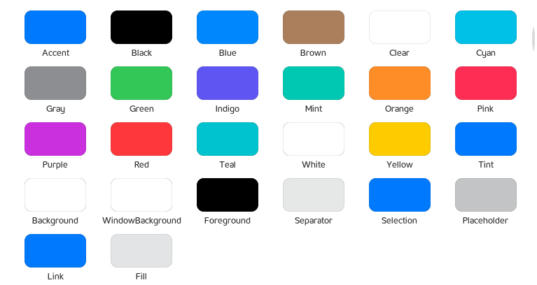 Accent Black Blue Brown Clear Cyan
Gray Green Indigo Mint Orange Pink
Purple Red Teal White Yellow Tint
Background WindowBackground Foreground Separator Selection Placeholder
Link Fill